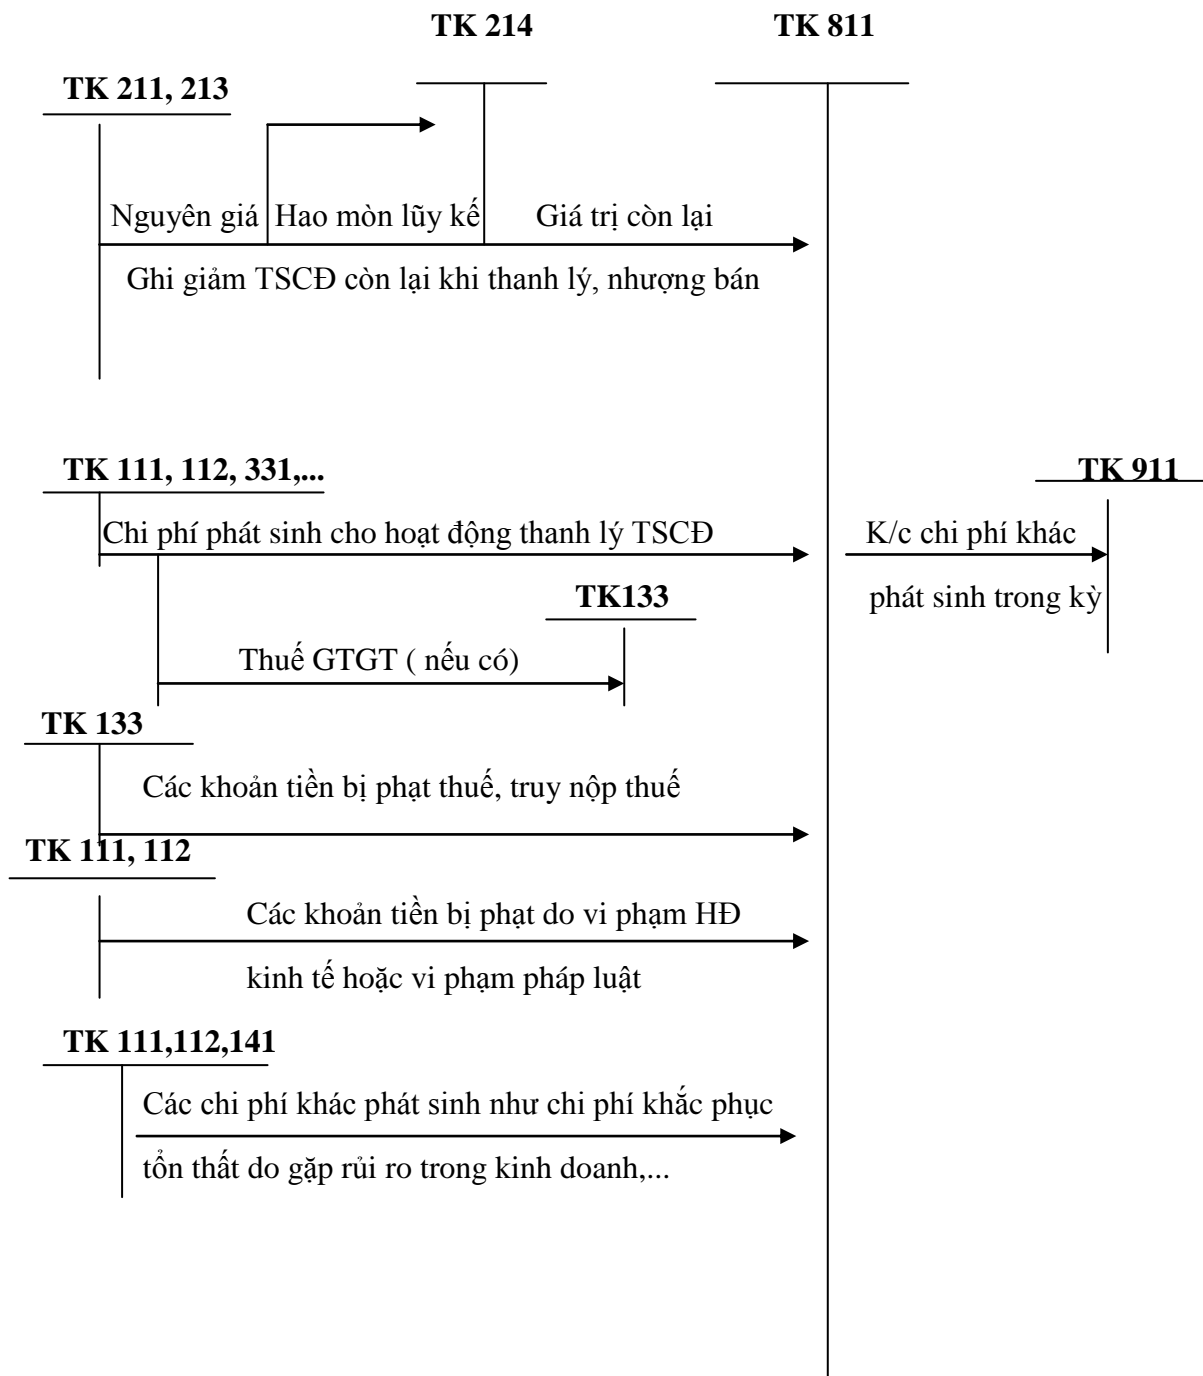 TK 214
TK 811
TK 211, 213
Nguyên giá
Hao mòn lũy kế
Giá trị còn lại
Ghi giảm TSCĐ còn lại khi thanh lý, nhượng bán
TK 111, 112, 331,...
TK 911
Chi phí phát sinh cho hoạt động thanh lý TSCĐ
K/c chi phí khác
phát sinh trong kỳ
TK133
Thuế GTGT ( nếu có)
TK 133
Các khoản tiền bị phạt thuế, truy nộp thuế
TK 111, 112
Các khoản tiền bị phạt do vi phạm HĐ
kinh tế hoặc vi phạm pháp luật
TK 111,112,141
Các chi phí khác phát sinh như chi phí khắc phục
tổn thất do gặp rủi ro trong kinh doanh,...